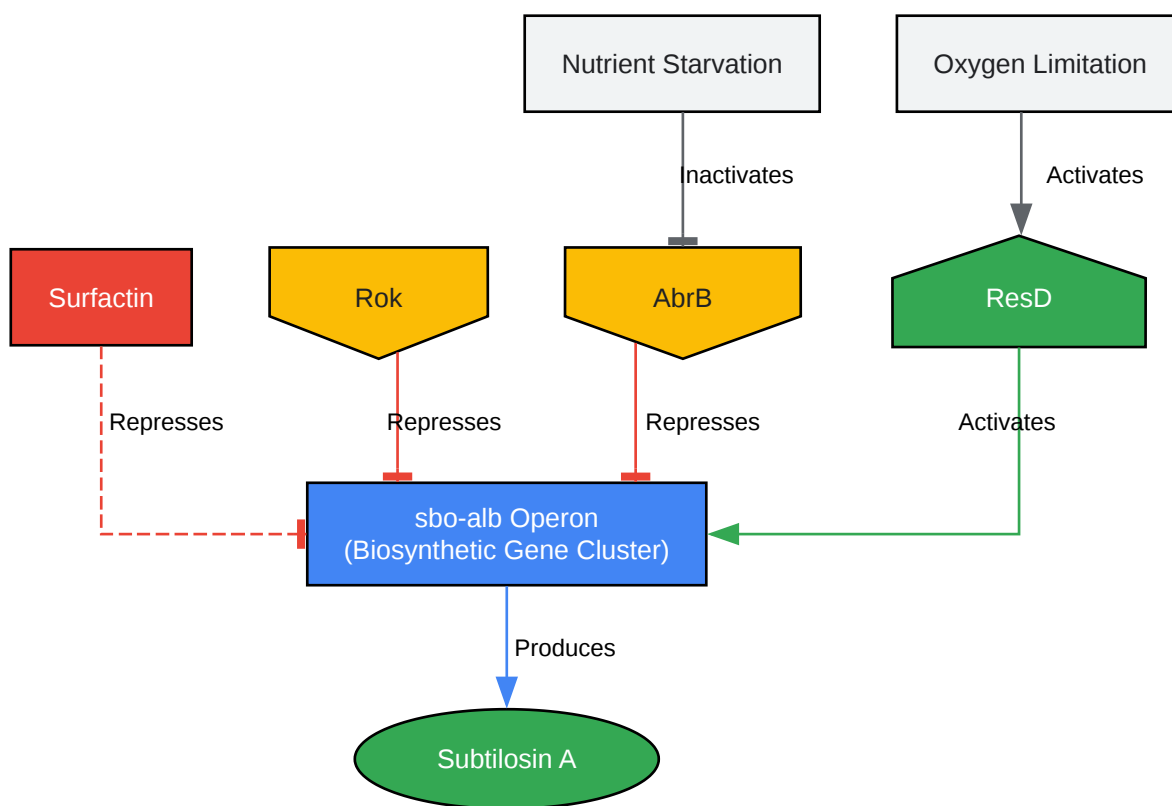 Nutrient Starvation
Oxygen Limitation
Inactivates
Activates
Surfactin
Rok
AbrB
ResD
Represses
Represses
Represses
Activates
sbo-alb Operon
(Biosynthetic Gene Cluster)
Produces
Subtilosin A